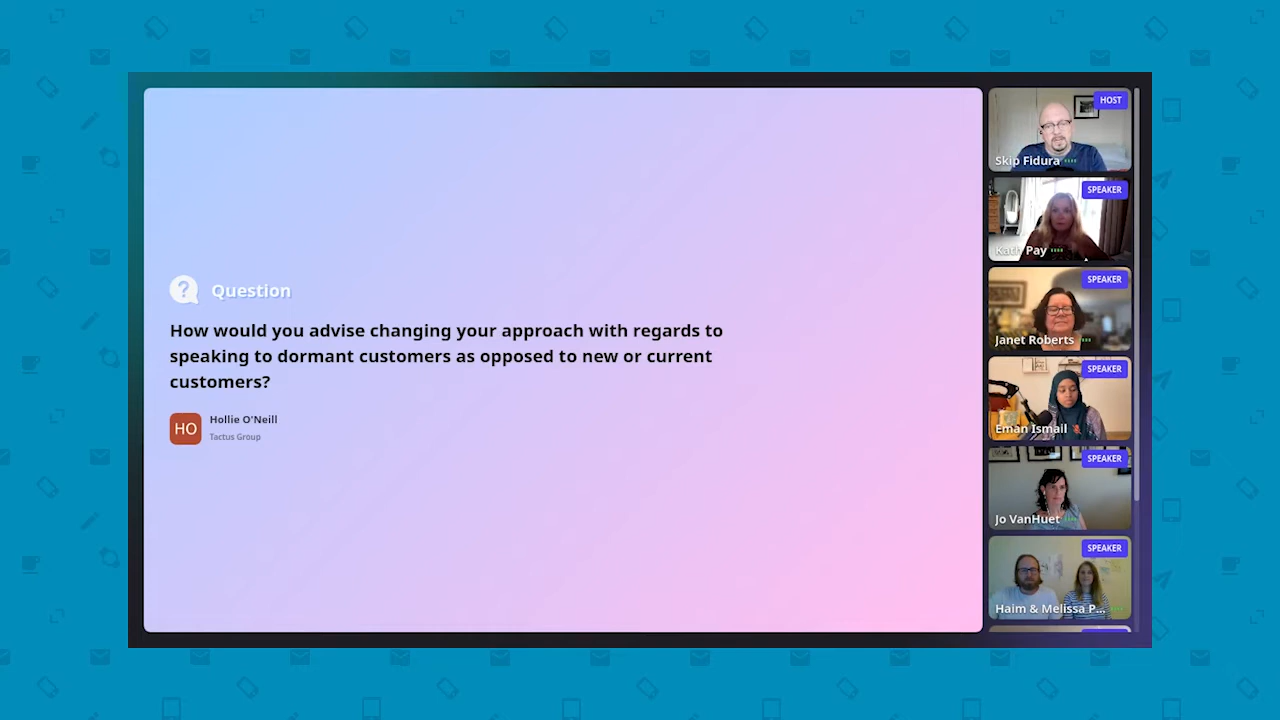 Question
How would you advise changing your approach with regards to
speaking to dormant customers as opposed to new or current
customers?
HO
Hollie O'Neill
Tactus Group
HOST
Skip Fidura
SPEAKER
Kath Pay
SPEAKER
Janet Roberts
SPEAKER
Eman Ismail
SPEAKER
Jo VanHuet
SPEAKER
Haim & Melissa P...